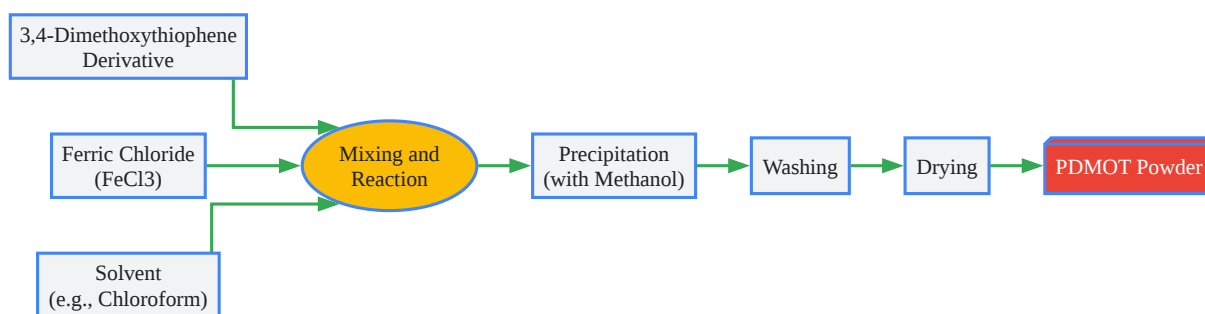 3,4-Dimethoxythiophene
Derivative
Ferric Chloride
(FeCl3)
Solvent
(e.g., Chloroform)
Mixing and
Reaction
Precipitation
(with Methanol)
Washing
Drying
PDMOT Powder